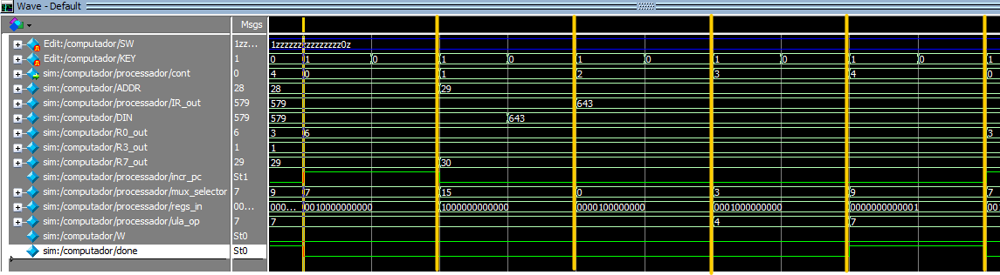 Wave - Default
Msgs
Edit:/computador/SW 1zz... 1zzzzzz zzzzzzzzz0z
Edit:/computador/KEY 1 0 1 0 1 0 1 0 1 0 1 0 1
sim:/computador/processador/cont 0 4 0 1 2 3 4 0
sim:/computador/ADDR 28 28 29
sim:/computador/processador/IR_out 579 579 643
sim:/computador/DIN 579 579 643
sim:/computador/R0_out 6 3 6 3
sim:/computador/R3_out 1 1
sim:/computador/R7_out 29 29 30
sim:/computador/processador/incr_pc St1
sim:/computador/processador/mux_selector 7 9 7 15 0 3 9 7
sim:/computador/processador/regs_in 00... 000... 0010000000000 1000000000000 0000100000000 0001000000000 0000000000001 001
sim:/computador/processador/ula_op 7 7 4 7
sim:/computador/W St0
sim:/computador/done St0